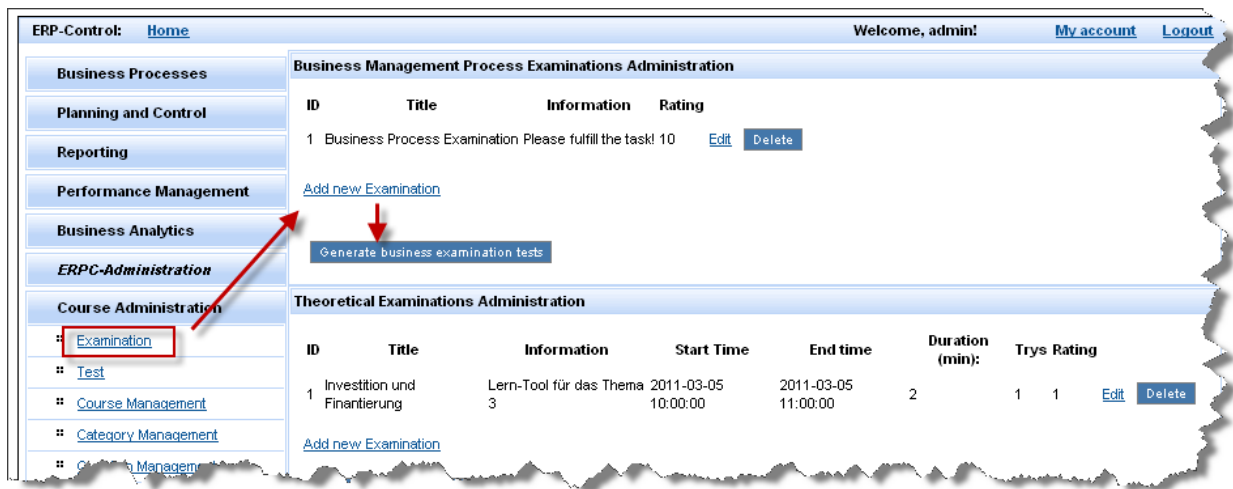 ERP-Control: Home Welcome, admin! My account Logout
Business Processes
Planning and Control
Reporting
Performance Management
Business Analytics
ERPC-Administration
Course Administration
Examination
Test
Course Management
Category Management
Business Management Process Examinations Administration
ID Title Information Rating
1 Business Process Examination Please fulfill the task! 10 Edit Delete
Add new Examination
Generate business examination tests
Theoretical Examinations Administration
ID Title Information Start Time End time Duration (min): Trys Rating
1 Investition und Finantierung Lern-Tool für das Thema 3 2011-03-05 10:00:00 2011-03-05 11:00:00 2 1 1 Edit Delete
Add new Examination